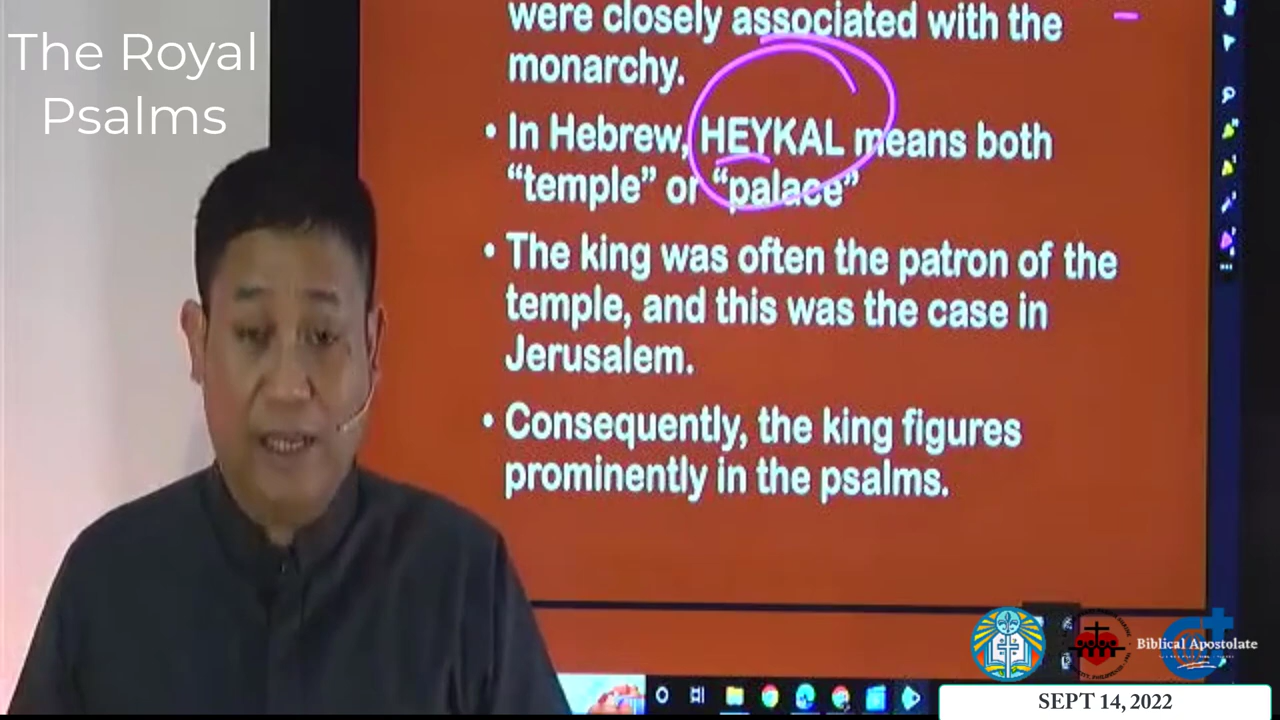 The Royal
Psalms
were closely associated with the
monarchy.
• In Hebrew, HEYKAL means both
“temple” or “palace”
• The king was often the patron of the
temple, and this was the case in
Jerusalem.
• Consequently, the king figures
prominently in the psalms.
Biblical Apostolate
SEPT 14, 2022